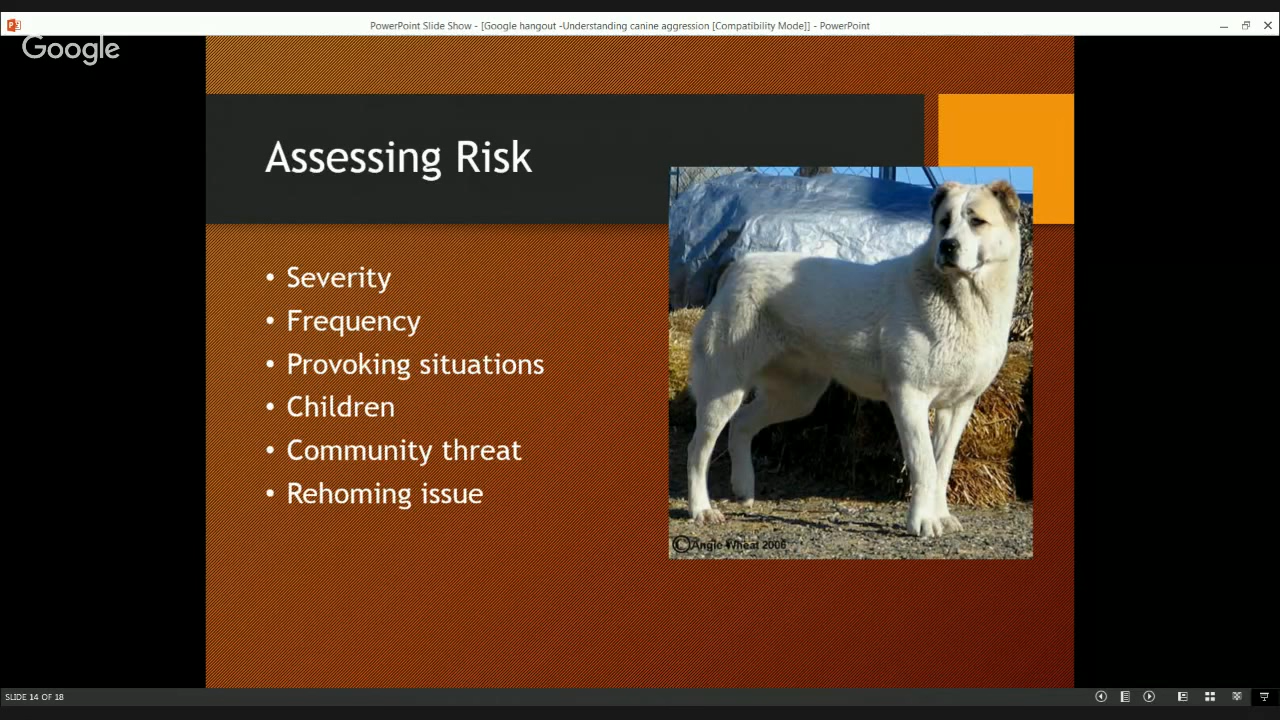 PowerPoint Slide Show - [Google hangout -Understanding canine aggression [Compatibility Mode]] - PowerPoint
Google
Assessing Risk
• Severity
• Frequency
• Provoking situations
• Children
• Community threat
• Rehoming issue
©Angie Wheat 2006
SLIDE 14 OF 18